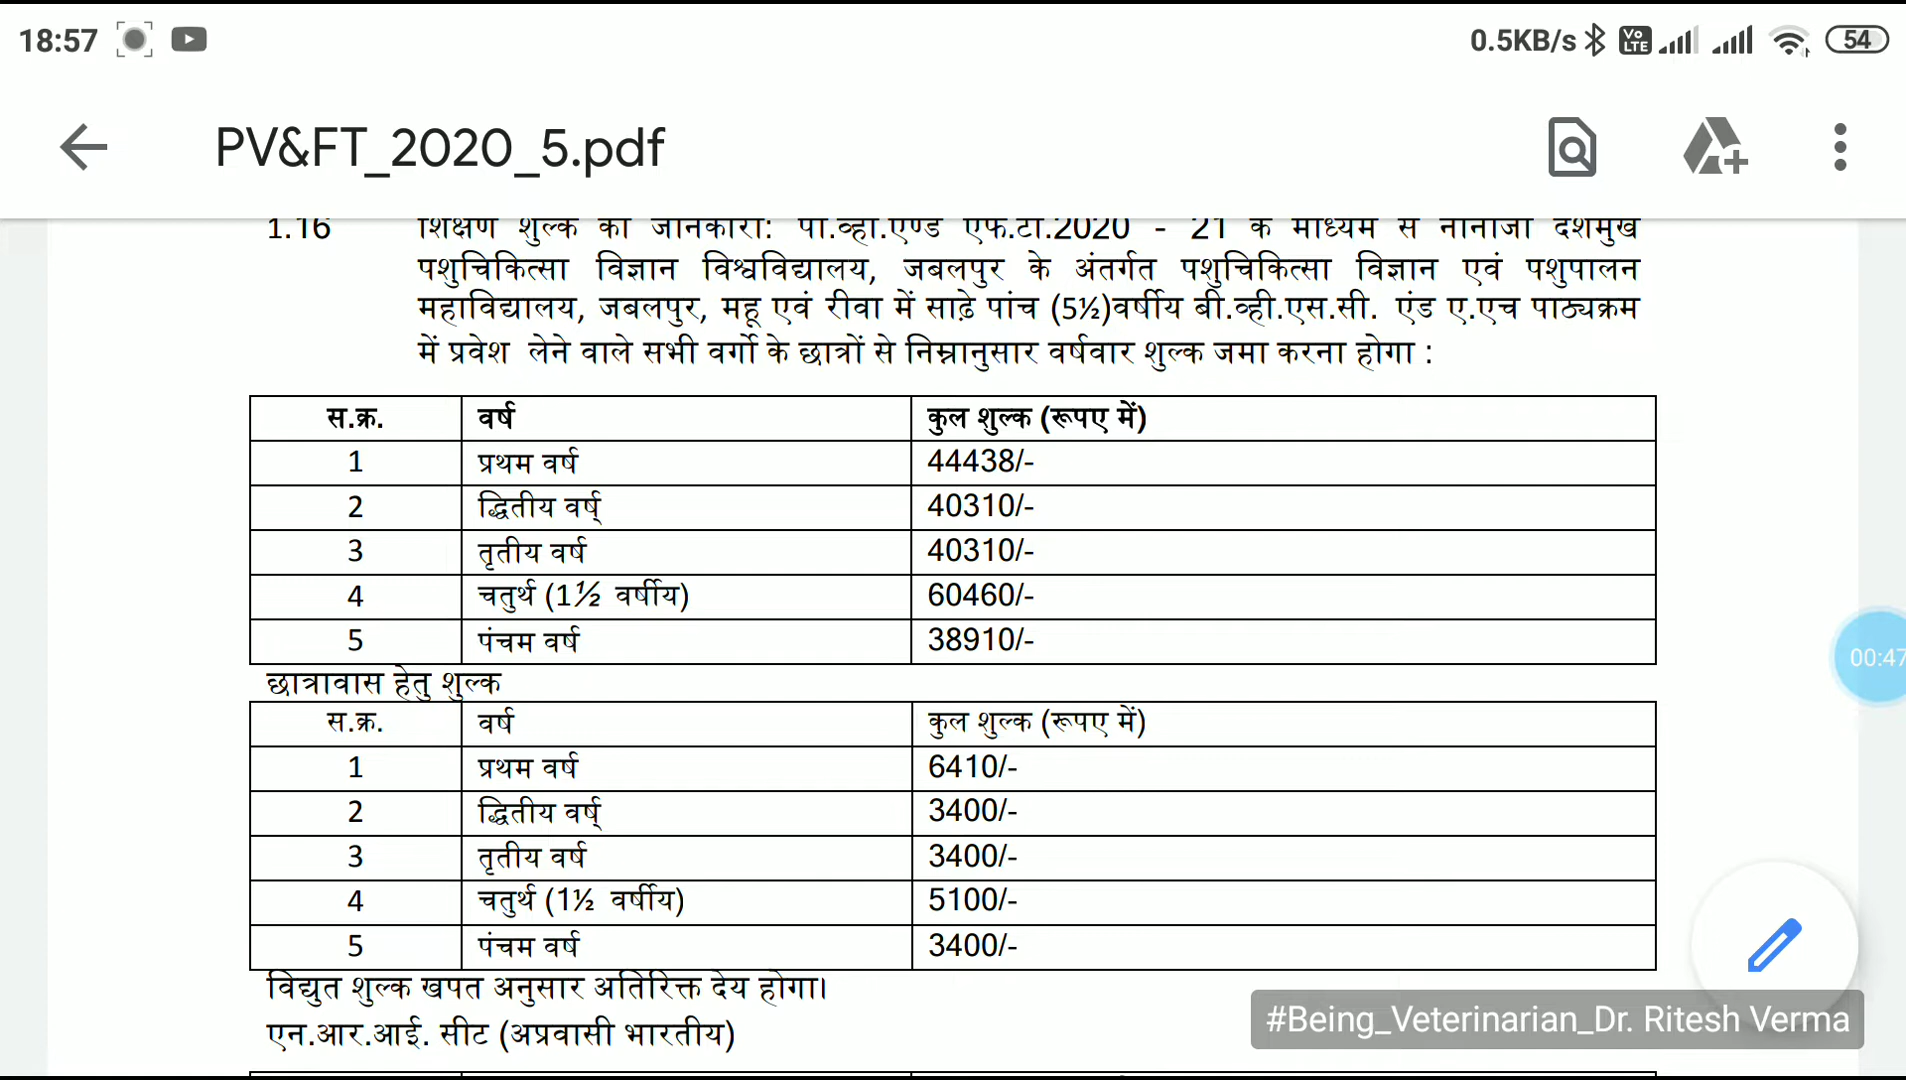 18:57
0.5KB/s Vo LTE 54
PV&FT_2020_5.pdf
1.16 शिक्षण शुल्क की जानकारी: पी.व्ही.एण्ड एफ.टी.2020 - 21 के माध्यम से नानाजी देशमुख
पशुचिकित्सा विज्ञान विश्वविद्यालय, जबलपुर के अंतर्गत पशुचिकित्सा विज्ञान एवं पशुपालन
महाविद्यालय, जबलपुर, महू एवं रीवा में साढ़े पांच (5½)वर्षीय बी.व्ही.एस.सी. एंड ए.एच पाठ्यक्रम
में प्रवेश लेने वाले सभी वर्गो के छात्रों से निम्नानुसार वर्षवार शुल्क जमा करना होगा :
स.क्र. वर्ष कुल शुल्क (रूपए में)
1 प्रथम वर्ष 44438/-
2 द्धितीय वर्ष् 40310/-
3 तृतीय वर्ष 40310/-
4 चतुर्थ (1½ वर्षीय) 60460/-
5 पंचम वर्ष 38910/-
छात्रावास हेतु शुल्क
स.क्र. वर्ष कुल शुल्क (रूपए में)
1 प्रथम वर्ष 6410/-
2 द्धितीय वर्ष् 3400/-
3 तृतीय वर्ष 3400/-
4 चतुर्थ (1½ वर्षीय) 5100/-
5 पंचम वर्ष 3400/-
00:47
विद्युत शुल्क खपत अनुसार अतिरिक्त देय होगा।
एन.आर.आई. सीट (अप्रवासी भारतीय)
#Being_Veterinarian_Dr. Ritesh Verma